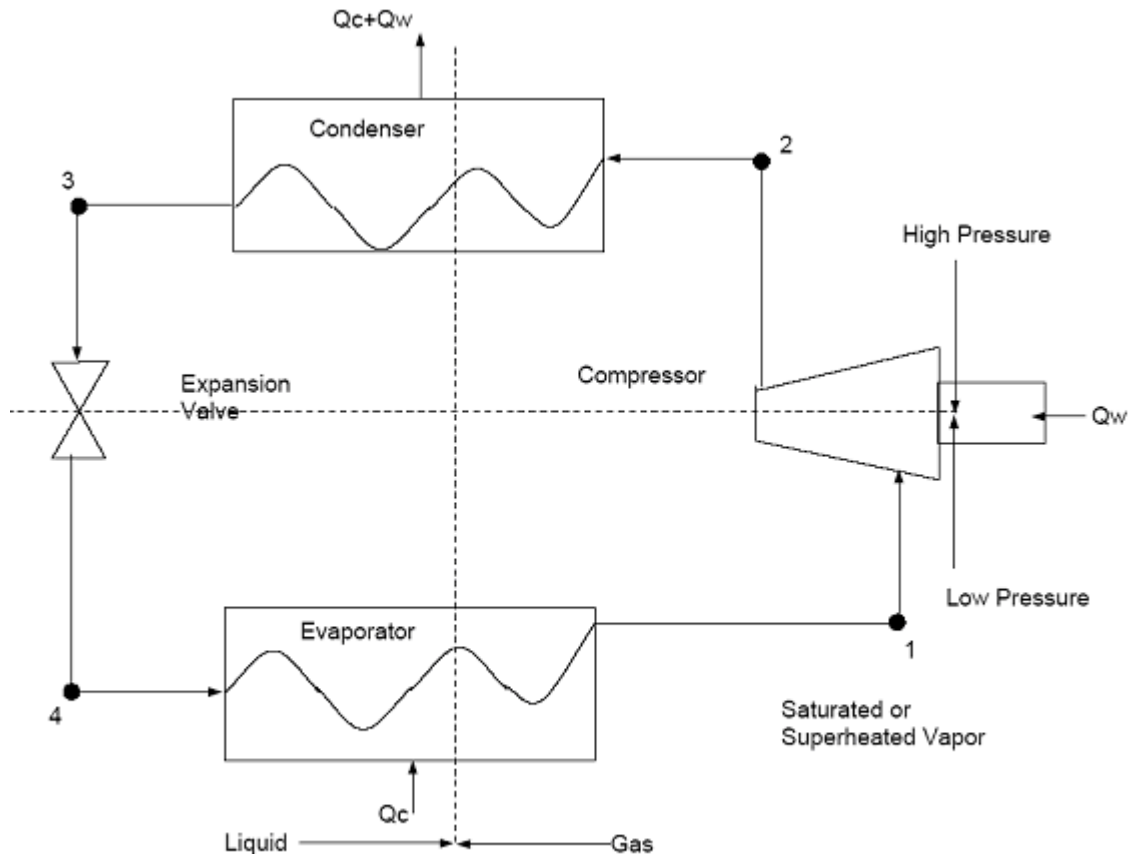 Qc+Qw
Condenser
2
3
High Pressure
Expansion
Valve
Compressor
Qw
Low Pressure
Evaporator
1
4
Saturated or
Superheated Vapor
Qc
Liquid
Gas